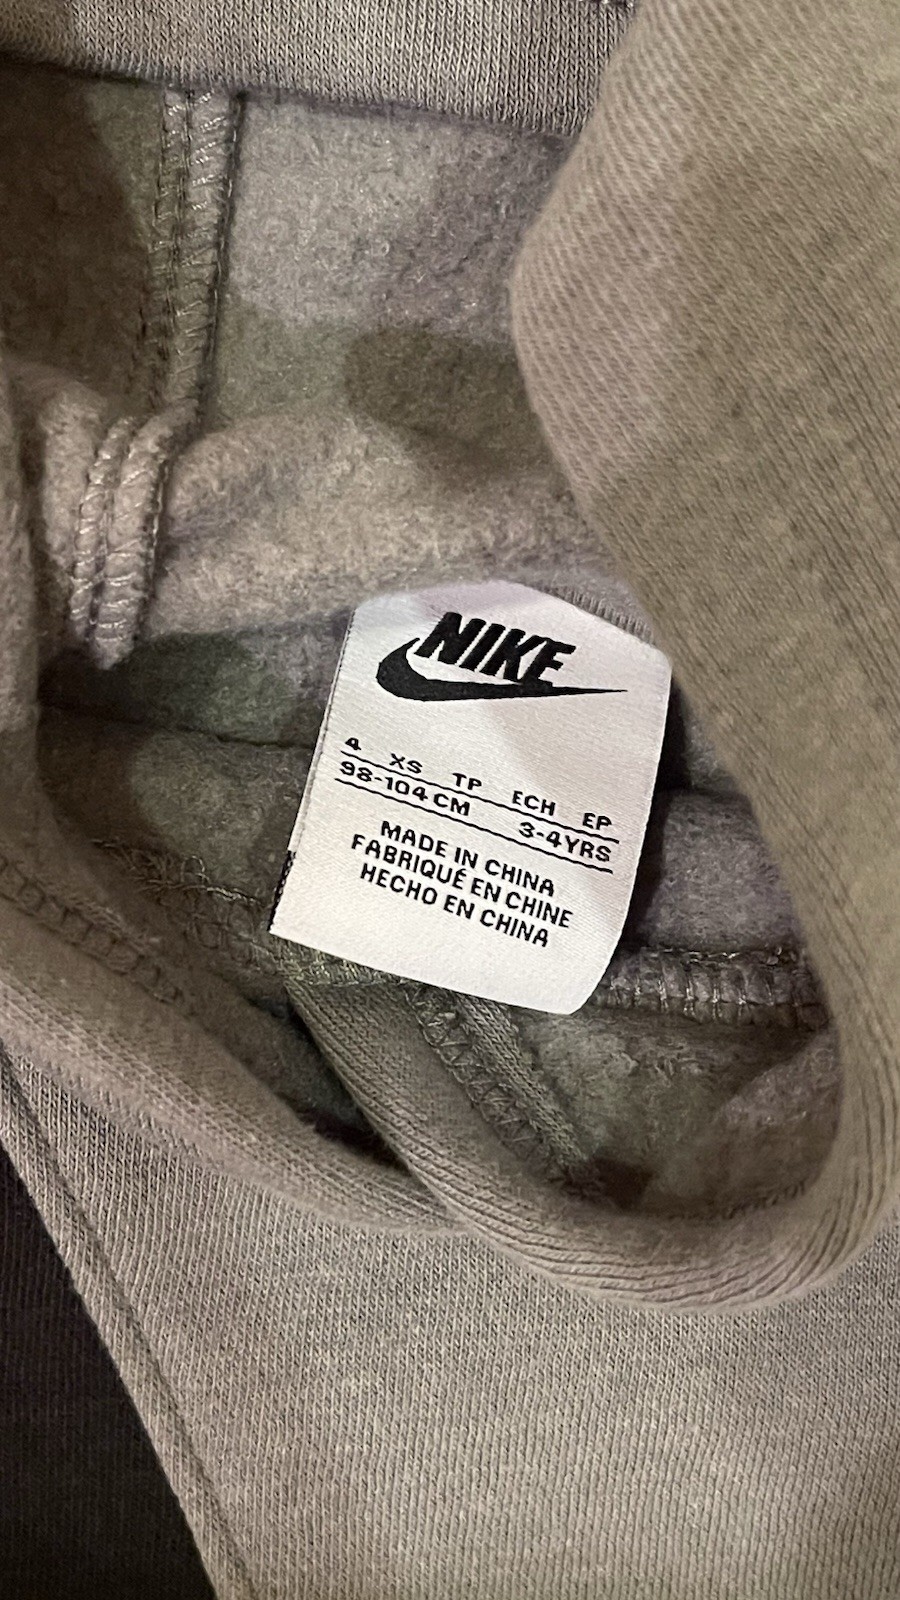 NIKE
4 XS TP ECH EP
98-104 CM 3-4YRS
MADE IN CHINA
FABRIQUÉ EN CHINE
HECHO EN CHINA